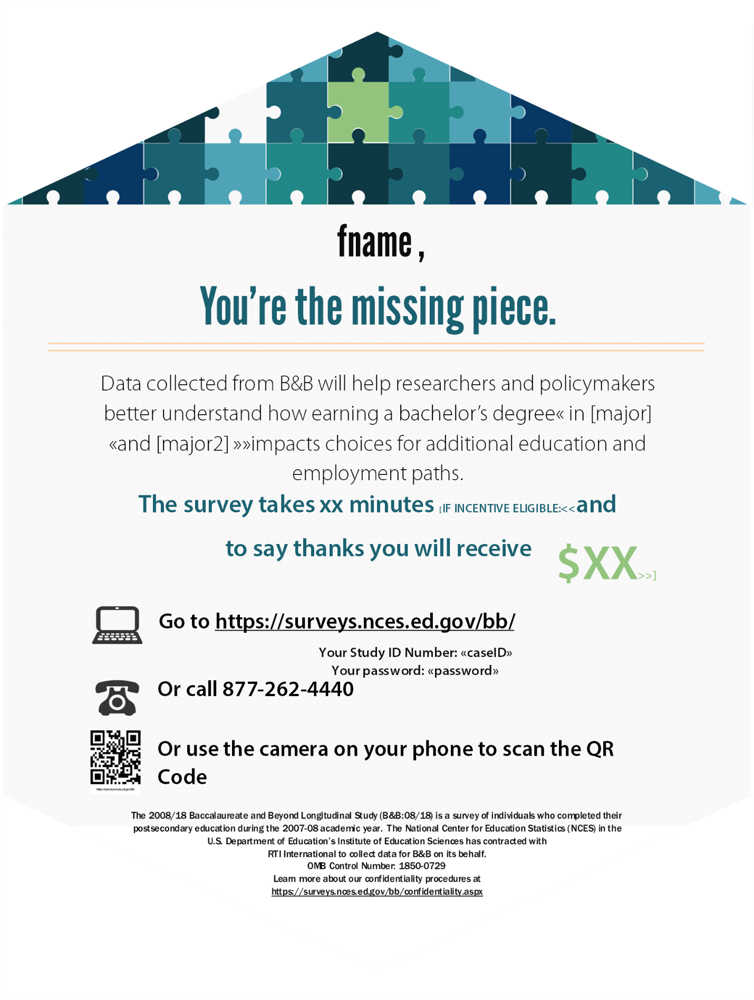 fname ,
You’re the missing piece.
Data collected from B&B will help researchers and policymakers
better understand how earning a bachelor’s degree« in [major]
«and [major2] »»impacts choices for additional education and
employment paths.
The survey takes xx minutes [IF INCENTIVE ELIGIBLE:<<and
to say thanks you will receive $XX>>]
Go to https://surveys.nces.ed.gov/bb/
Your Study ID Number: «caseID»
Your password: «password»
Or call 877-262-4440
Or use the camera on your phone to scan the QR
Code
https://surveys.nces.ed.gov/bb
The 2008/18 Baccalaureate and Beyond Longitudinal Study (B&B:08/18) is a survey of individuals who completed their
postsecondary education during the 2007-08 academic year. The National Center for Education Statistics (NCES) in the
U.S. Department of Education’s Institute of Education Sciences has contracted with
RTI International to collect data for B&B on its behalf.
OMB Control Number: 1850-0729
Learn more about our confidentiality procedures at
https://surveys.nces.ed.gov/bb/confidentiality.aspx